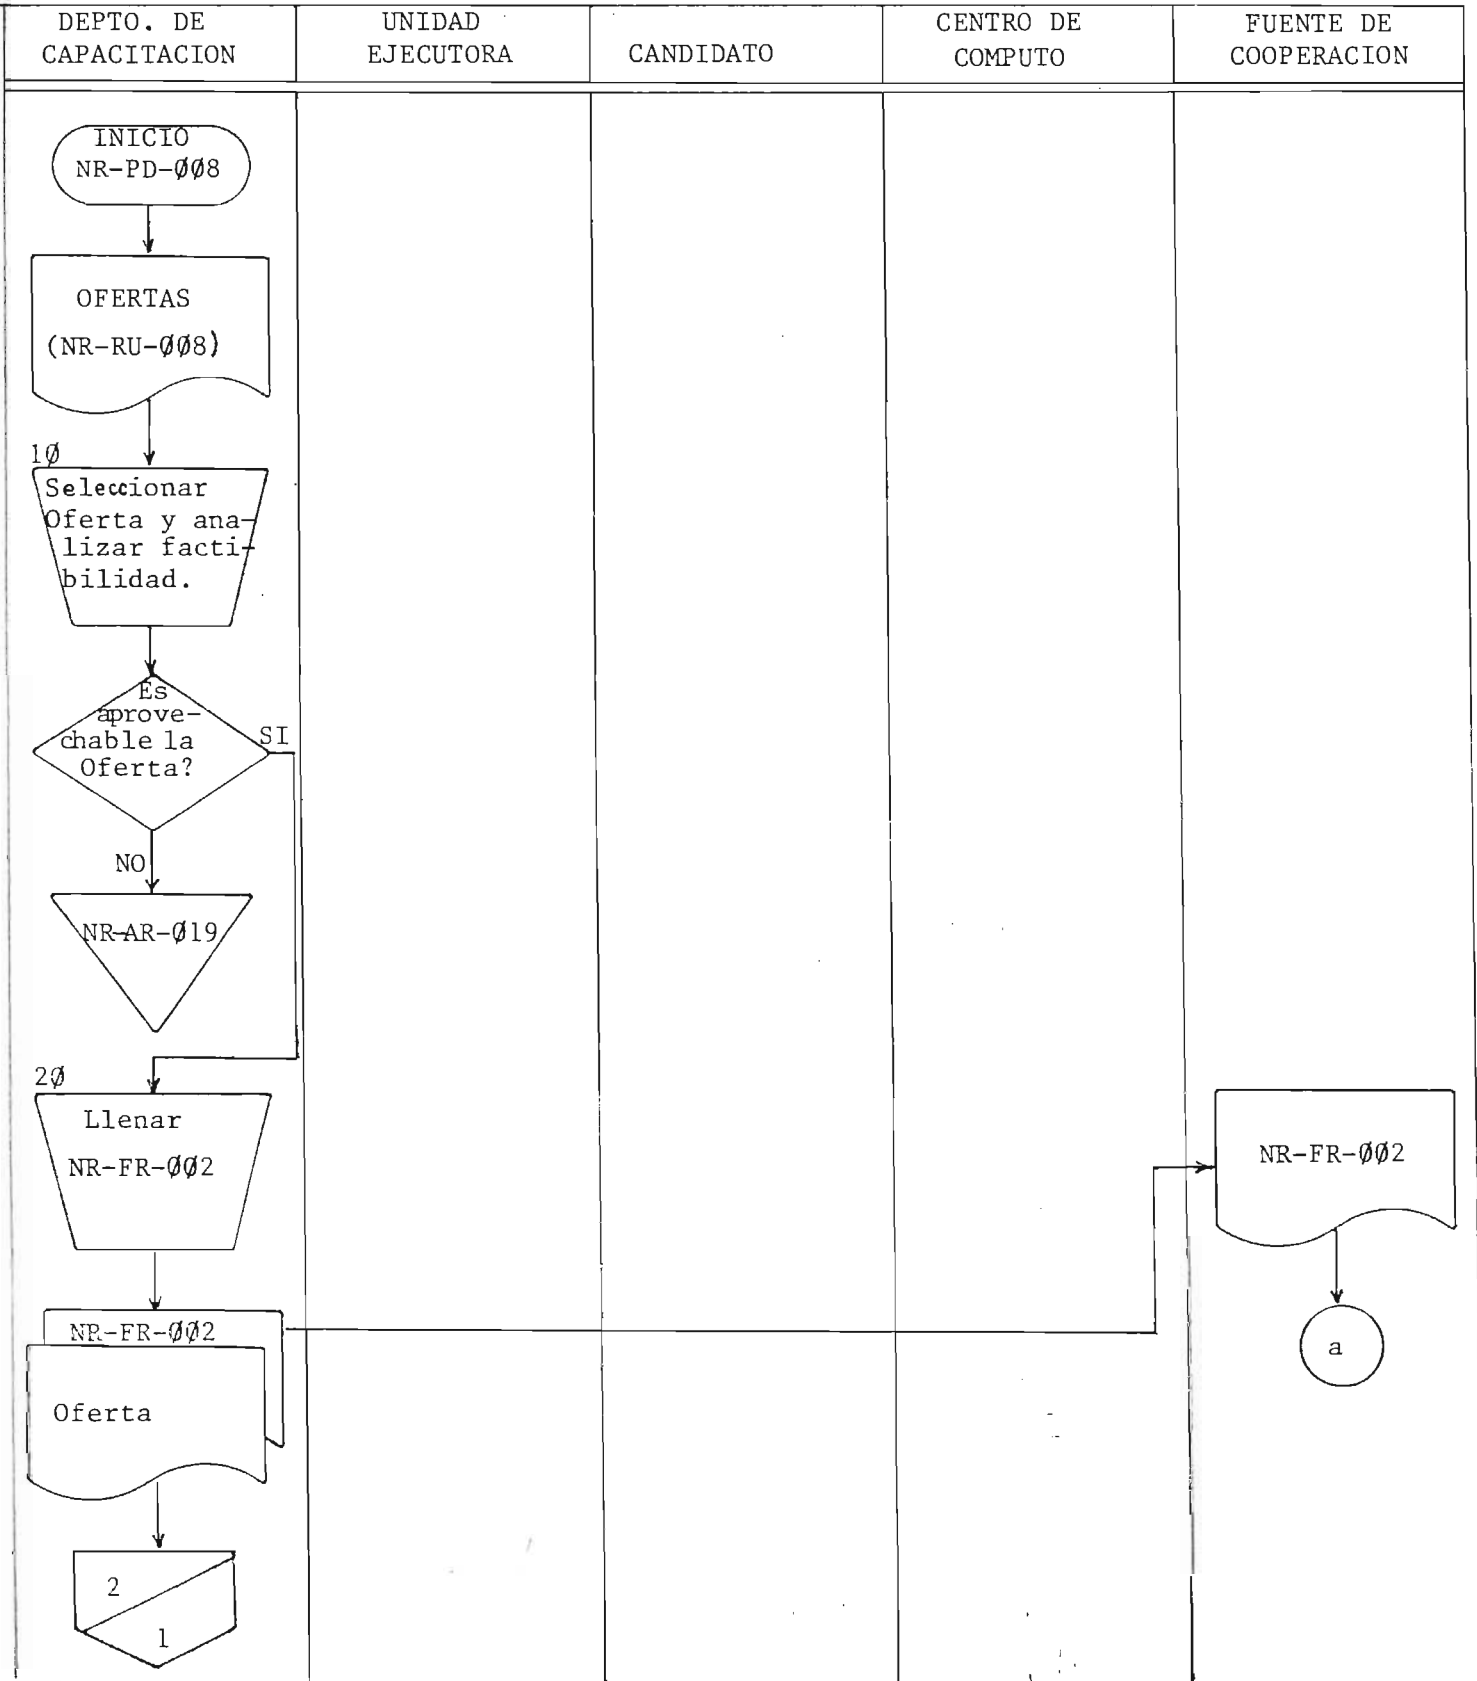 DEPTO. DE
CAPACITACION
UNIDAD
EJECUTORA
CANDIDATO
CENTRO DE
COMPUTO
FUENTE DE
COOPERACION
INICIO
NR-PD-ØØ8
OFERTAS
(NR-RU-ØØ8)
1Ø
Seleccionar
Oferta y ana-
lizar facti-
bilidad.
Es
aprove-
chable la
Oferta?
SI
NO
NR-AR-Ø19
2Ø
Llenar
NR-FR-ØØ2
NR-FR-ØØ2
NR-FR-ØØ2
a
Oferta
2
1